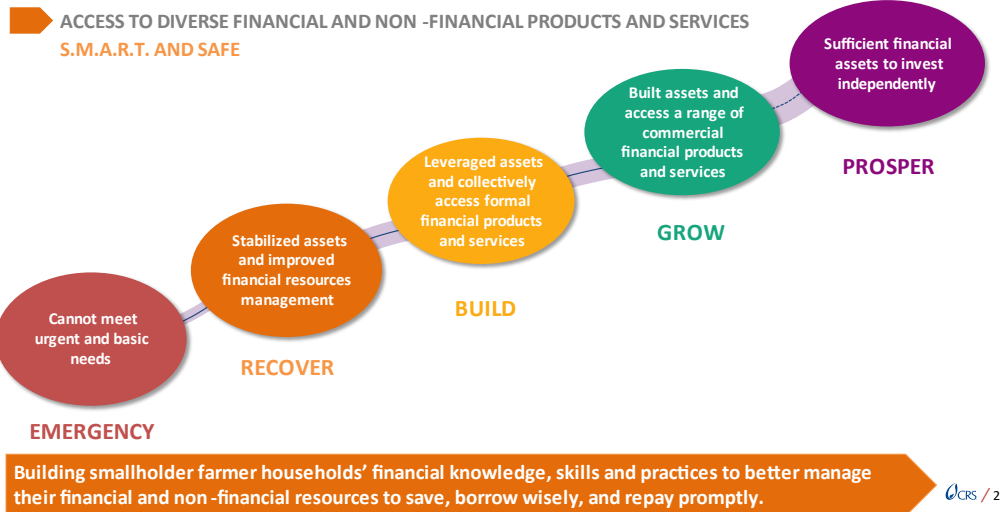 ACCESS TO DIVERSE FINANCIAL AND NON -FINANCIAL PRODUCTS AND SERVICES
S.M.A.R.T. AND SAFE
Cannot meet
urgent and basic
needs
EMERGENCY
Stabilized assets
and improved
financial resources
management
RECOVER
Leveraged assets
and collectively
access formal
financial products
and services
BUILD
Built assets and
access a range of
commercial
financial products
and services
GROW
Sufficient financial
assets to invest
independently
PROSPER
Building smallholder farmer households’ financial knowledge, skills and practices to better manage
their financial and non -financial resources to save, borrow wisely, and repay promptly.
CRS / 2